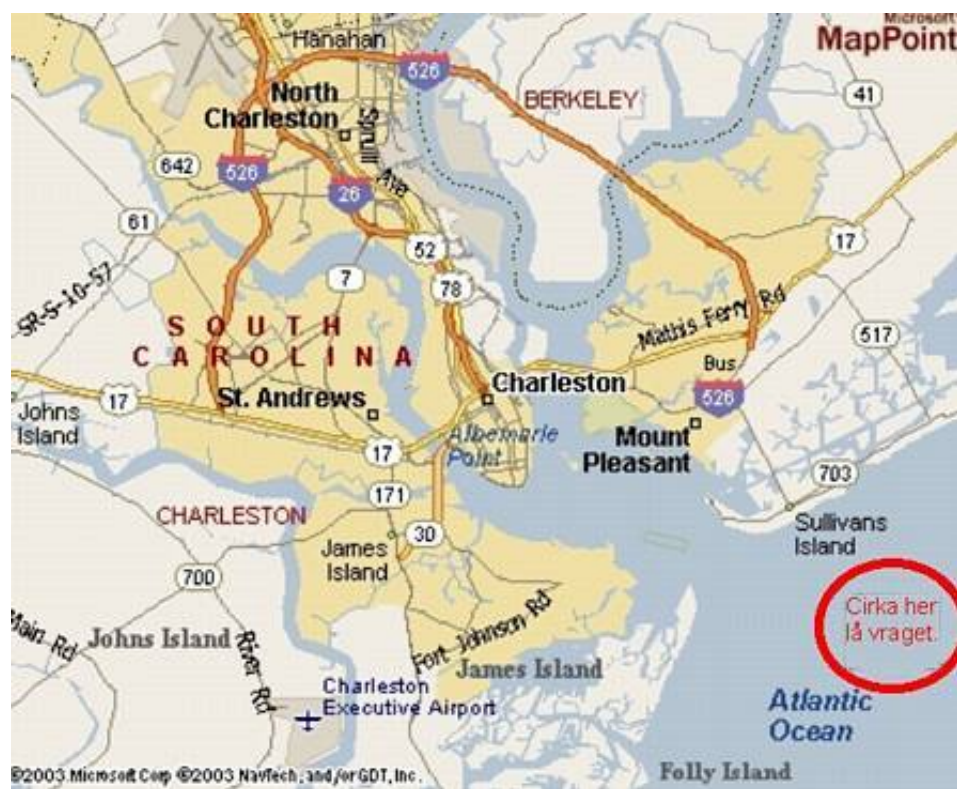 Microsoft
MapPoint
Hanahan
526
BERKELEY
41
North
Charleston
Spruill
Ave
642
526
26
61
52
17
7
78
SR-S-10-57
Mathis Ferry Rd
SOUTH
CAROLINA
517
Bus
526
Charleston
17
St. Andrews
Johns
Island
Albemarle
Point
17
Mount
Pleasant
703
171
CHARLESTON
Sullivans
Island
30
James
Island
700
Cirka her
lå vraget.
Main Rd
Johns Island
River Rd
Fort Johnson Rd
James Island
Charleston
Executive Airport
Atlantic
Ocean
Folly Island
©2003 Microsoft Corp ©2003 NavTech, and/or GDT, Inc.